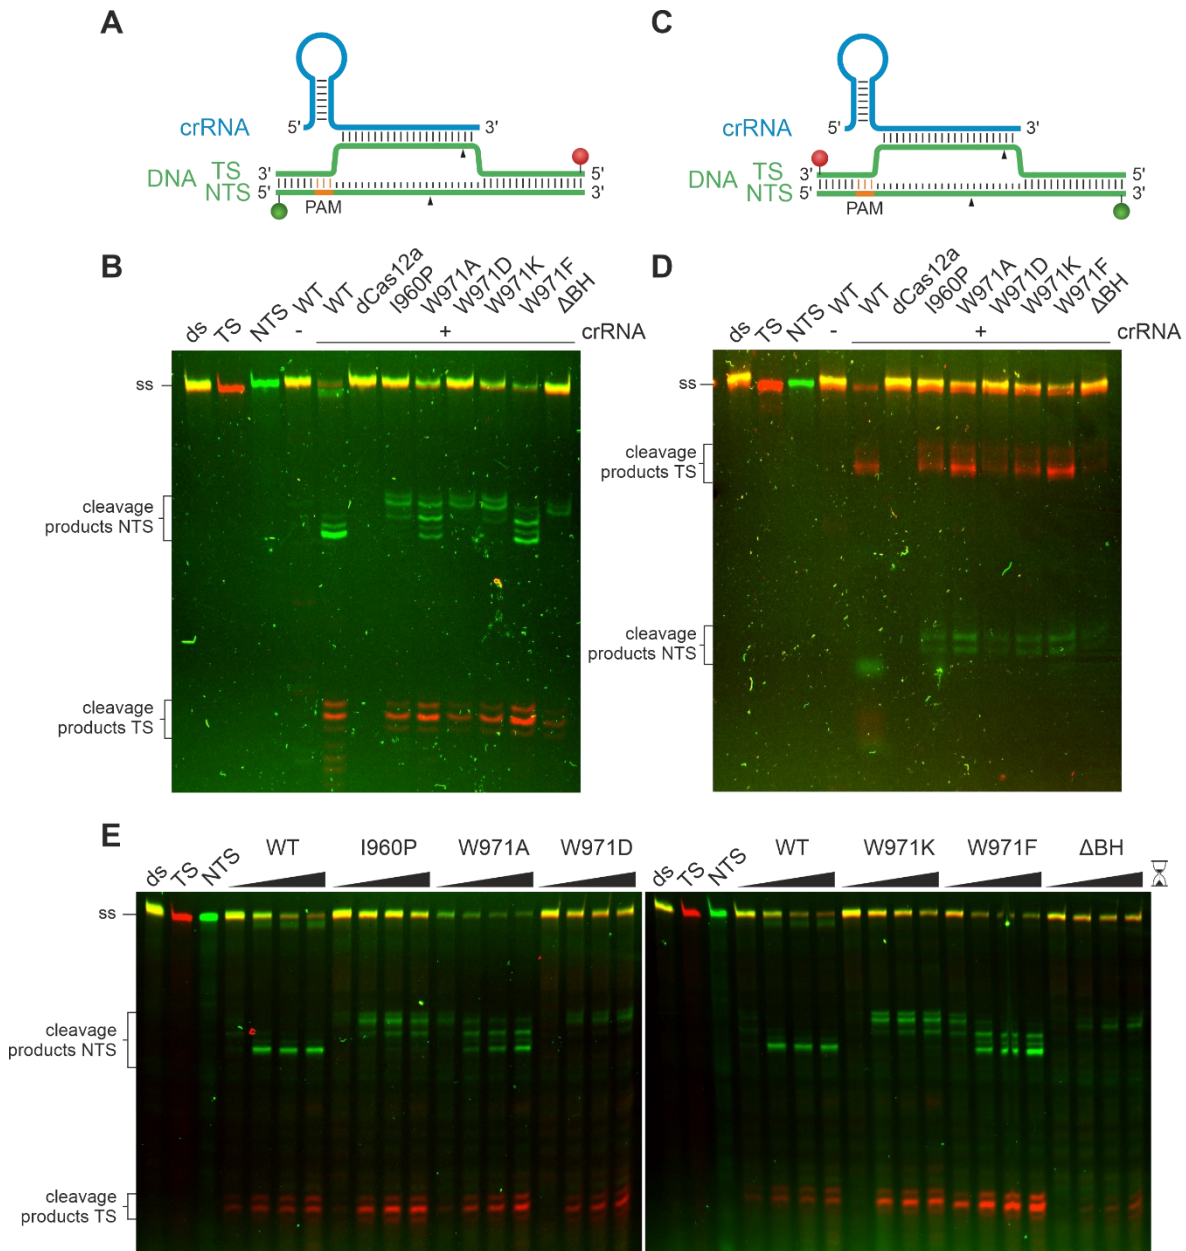 A
C
5'
3'
crRNA
3'
5'
DNA
TS
NTS
5'
3'
PAM
5'
3'
crRNA
3'
5'
DNA
TS
NTS
5'
3'
PAM
B
ds
TS
NTS
WT
WT
dCas12a
I960P
W971A
W971D
W971K
W971F
ΔBH
- + crRNA
ss
cleavage
products NTS
cleavage
products TS
D
ds
TS
NTS
WT
WT
dCas12a
I960P
W971A
W971D
W971K
W971F
ΔBH
- + crRNA
ss
cleavage
products TS
cleavage
products NTS
E
ds
TS
NTS
WT
I960P
W971A
W971D
ds
TS
NTS
WT
W971K
W971F
ΔBH
ss
cleavage
products NTS
cleavage
products TS